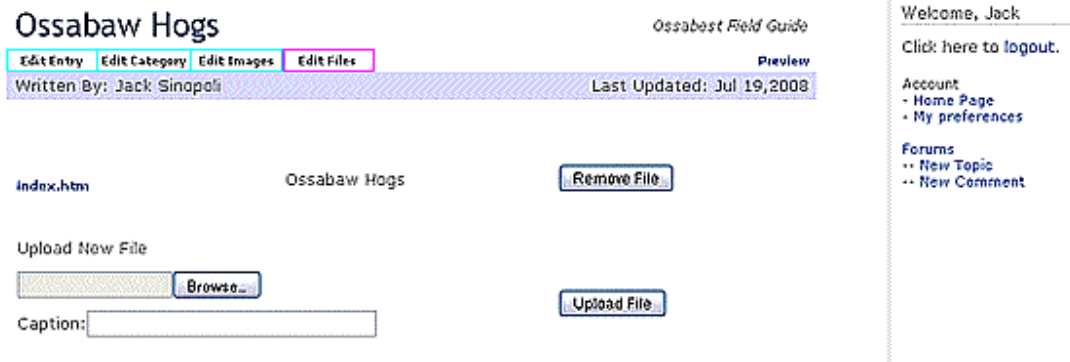 Ossabaw Hogs
Ossabest Field Guide
Edit Entry Edit Category Edit Images Edit Files
Preview
Written By: Jack Sinopoli Last Updated: Jul 19,2008
index.htm Ossabaw Hogs Remove File
Upload New File
Browse...
Upload File
Caption:
Welcome, Jack
Click here to logout.
Account
- Home Page
- My preferences
Forums
-- New Topic
-- New Comment